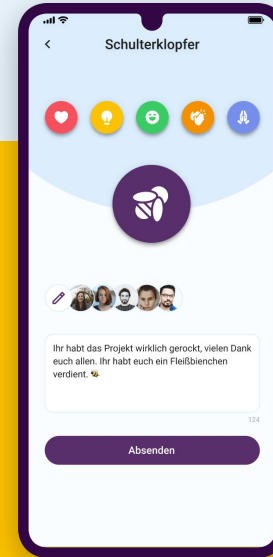 Schulterklopfer
Ihr habt das Projekt wirklich gerockt, vielen Dank
euch allen. Ihr habt euch ein Fleißbienchen
verdient. 🐝
124
Absenden